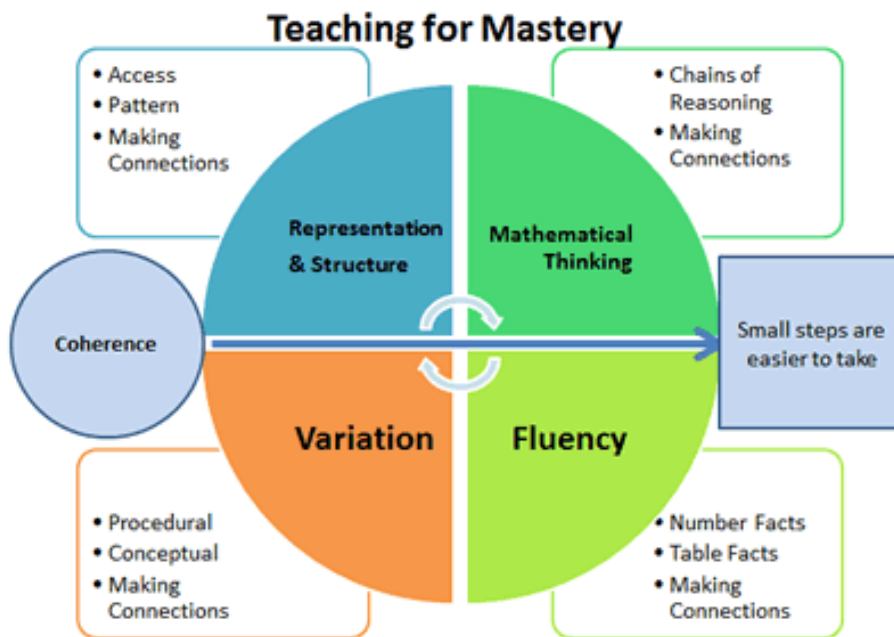 Teaching for Mastery
• Access
• Pattern
• Making
Connections
• Chains of
Reasoning
• Making
Connections
Representation
& Structure
Mathematical
Thinking
Coherence
Small steps are
easier to take
Variation
Fluency
• Procedural
• Conceptual
• Making
Connections
• Number Facts
• Table Facts
• Making
Connections